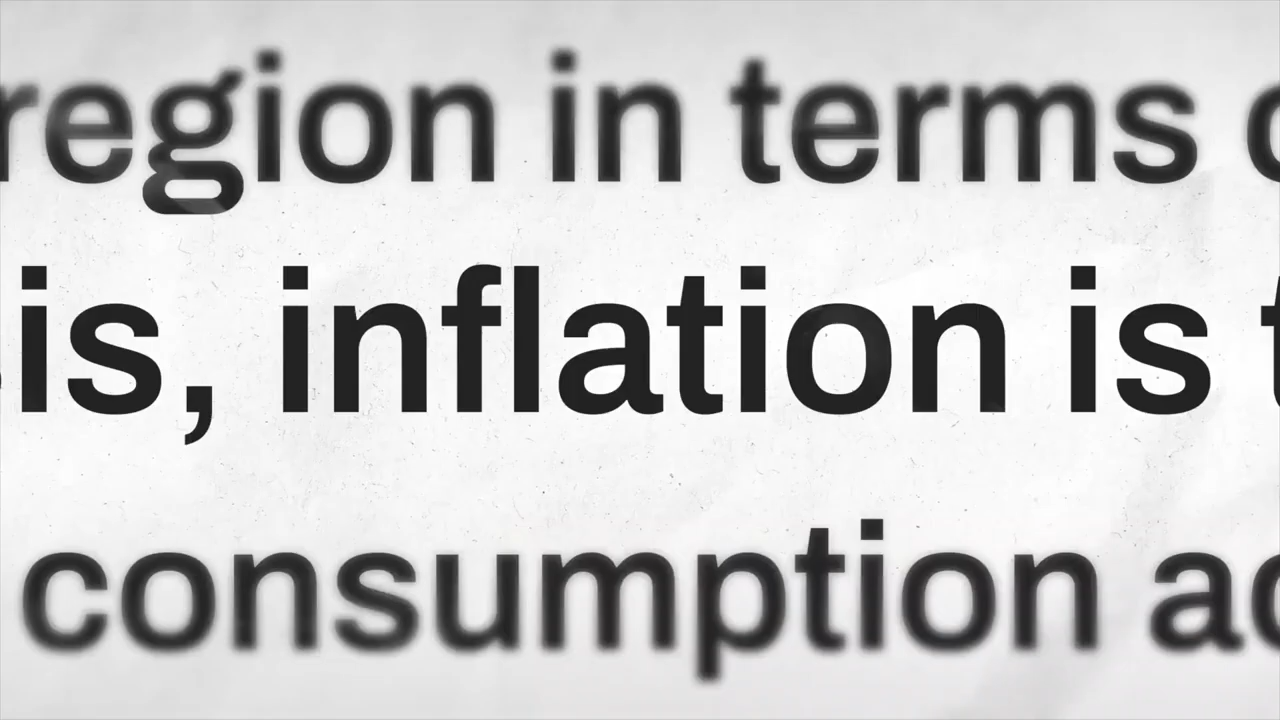 region in terms
is, inflation is
consumption